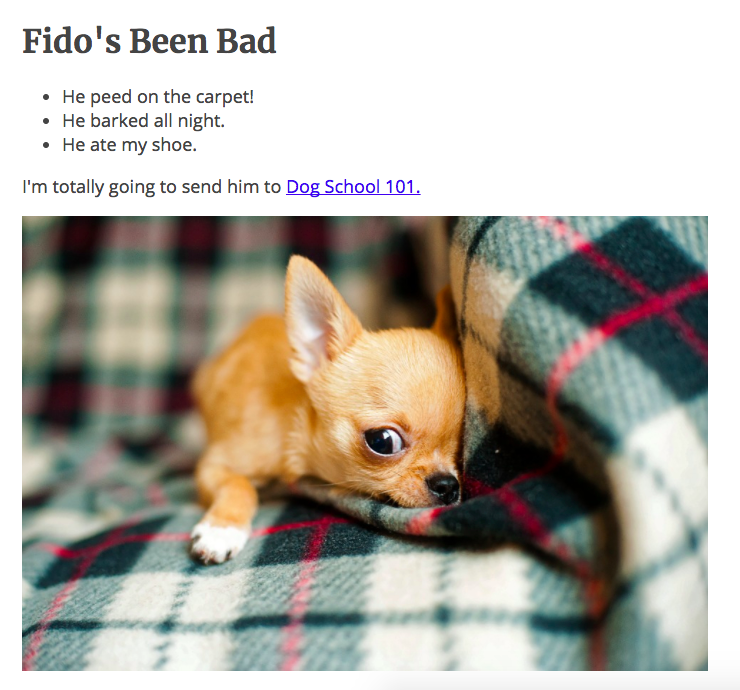 Fido's Been Bad
He peed on the carpet!
He barked all night.
He ate my shoe.
I'm totally going to send him to Dog School 101.